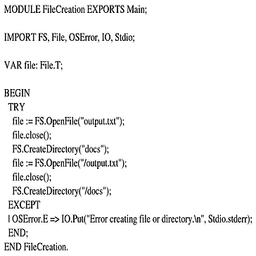 MODULE FileCreation EXPORTS Main;
IMPORT FS, File, OSError, IO, Stdio;
VAR file: File.T;
BEGIN
TRY
file := FS.OpenFile("output.txt");
file.close();
FS.CreateDirectory("docs");
file := FS.OpenFile("/output.txt");
file.close();
FS.CreateDirectory("/docs");
EXCEPT
| OSError.E => IO.Put("Error creating file or directory.\n", Stdio.stderr);
END;
END FileCreation.